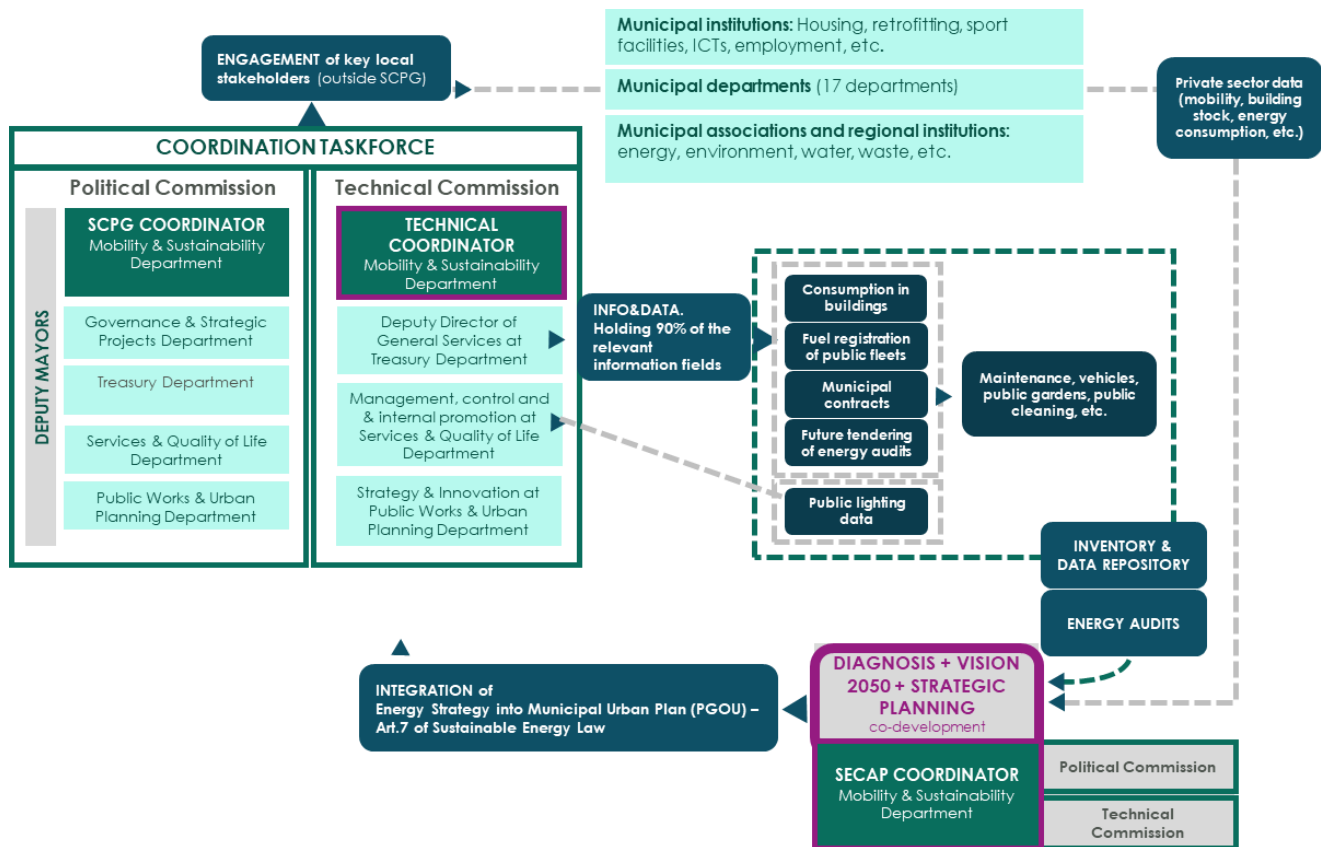 Municipal institutions: Housing, retrofitting, sport
facilities, ICTs, employment, etc.
Municipal departments (17 departments)
Municipal associations and regional institutions:
energy, environment, water, waste, etc.
ENGAGEMENT of key local
stakeholders (outside SCPG)
Private sector data
(mobility, building
stock, energy
consumption, etc.)
COORDINATION TASKFORCE
Political Commission
DEPUTY MAYORS
SCPG COORDINATOR
Mobility & Sustainability
Department
Governance & Strategic
Projects Department
Treasury Department
Services & Quality of Life
Department
Public Works & Urban
Planning Department
Technical Commission
TECHNICAL
COORDINATOR
Mobility & Sustainability
Department
Deputy Director of
General Services at
Treasury Department
Management, control and
& internal promotion at
Services & Quality of Life
Department
Strategy & Innovation at
Public Works & Urban
Planning Department
INFO&DATA.
Holding 90% of the
relevant
information fields
Consumption in
buildings
Fuel registration
of public fleets
Municipal
contracts
Future tendering
of energy audits
Public lighting
data
Maintenance, vehicles,
public gardens, public
cleaning, etc.
INVENTORY &
DATA REPOSITORY
ENERGY AUDITS
DIAGNOSIS + VISION
2050 + STRATEGIC
PLANNING
co-development
SECAP COORDINATOR
Mobility & Sustainability
Department
Political Commission
Technical
Commission
INTEGRATION of
Energy Strategy into Municipal Urban Plan (PGOU) –
Art.7 of Sustainable Energy Law